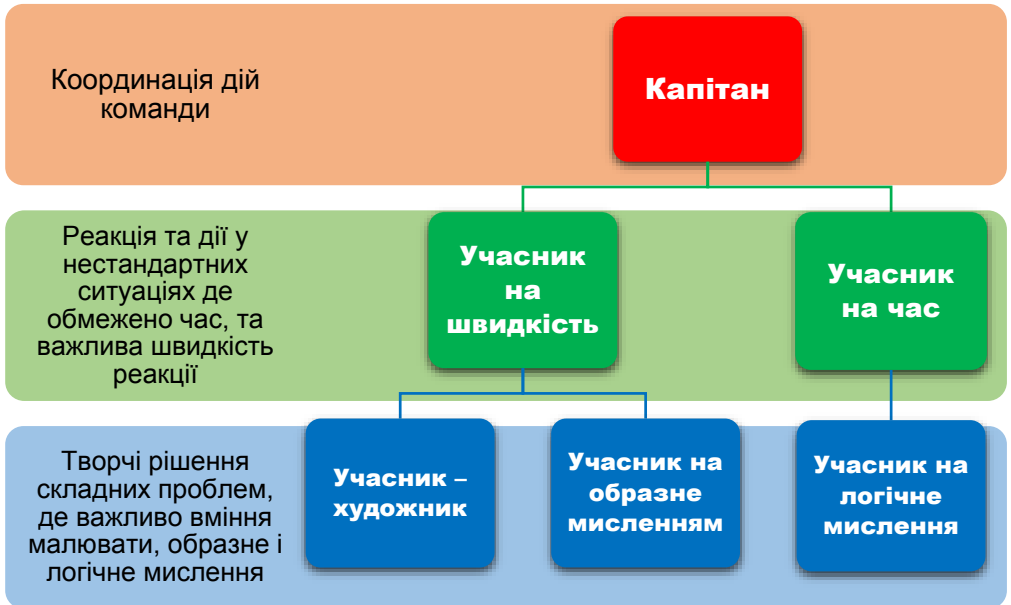 Координація дій
команди
Капітан
Реакція та дії у
нестандартних
ситуаціях де
обмежено час, та
важлива швидкість
реакції
Учасник
на
швидкість
Учасник
на час
Творчі рішення
складних проблем,
де важливо вміння
малювати, образне і
логічне мислення
Учасник –
художник
Учасник на
образне
мисленням
Учасник на
логічне
мислення